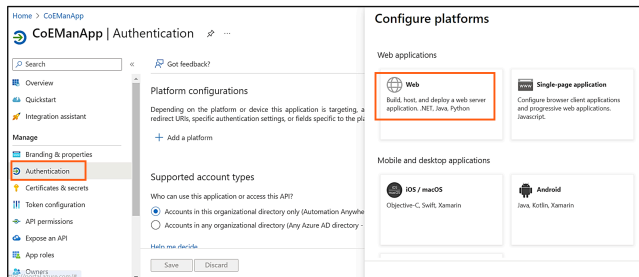 Home > CoEManApp
CoEManApp | Authentication
Search
Got feedback?
Overview
Quickstart
Integration assistant
Manage
Branding & properties
Authentication
Certificates & secrets
Token configuration
API permissions
Expose an API
App roles
Owners
Platform configurations
Depending on the platform or device this application is targeting, a
redirect URIs, specific authentication settings, or fields specific to the pla
Add a platform
Supported account types
Who can use this application or access this API?
Accounts in this organizational directory only (Automation Anywhe
Accounts in any organizational directory (Any Azure AD directory -
Help me decide
Save Discard
Configure platforms
Web applications
Web
Build, host, and deploy a web server
application. .NET, Java, Python
Single-page application
Configure browser client applications
and progressive web applications.
Javascript.
Mobile and desktop applications
iOS / macOS
Objective-C, Swift, Xamarin
Android
Java, Kotlin, Xamarin